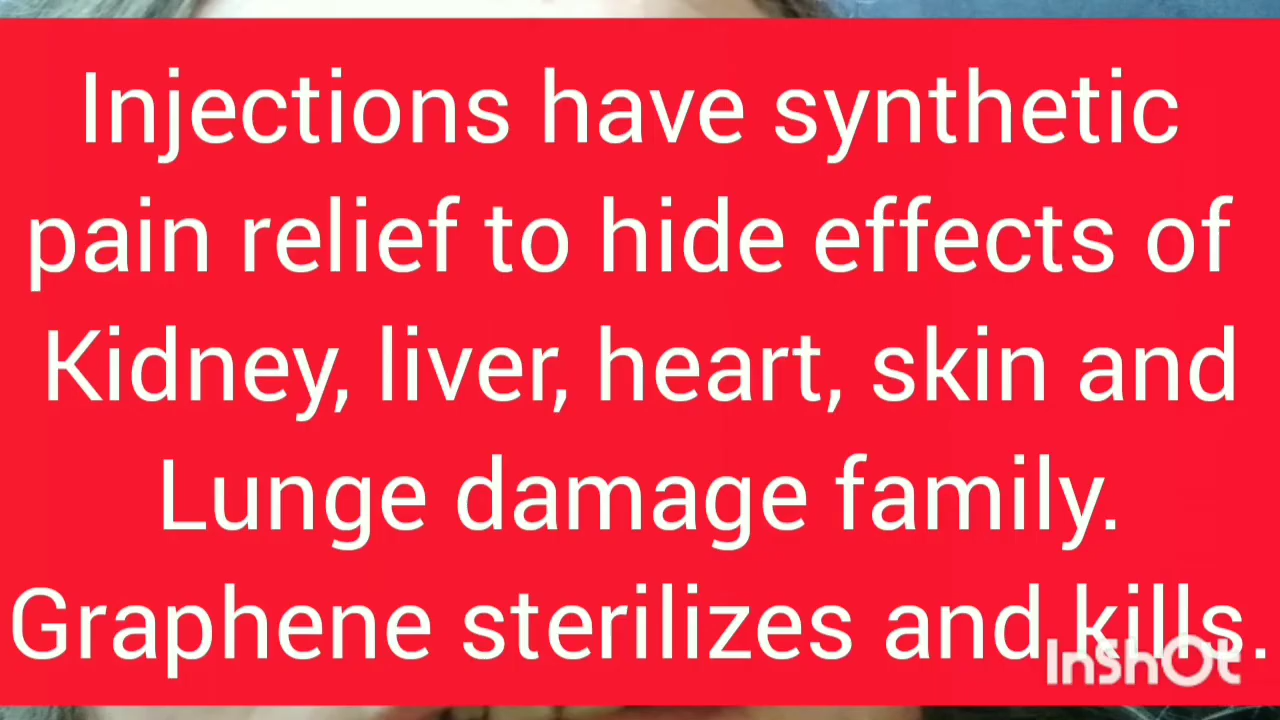 Injections have synthetic
pain relief to hide effects of
Kidney, liver, heart, skin and
Lunge damage family.
Graphene sterilizes and kills.
InShOt